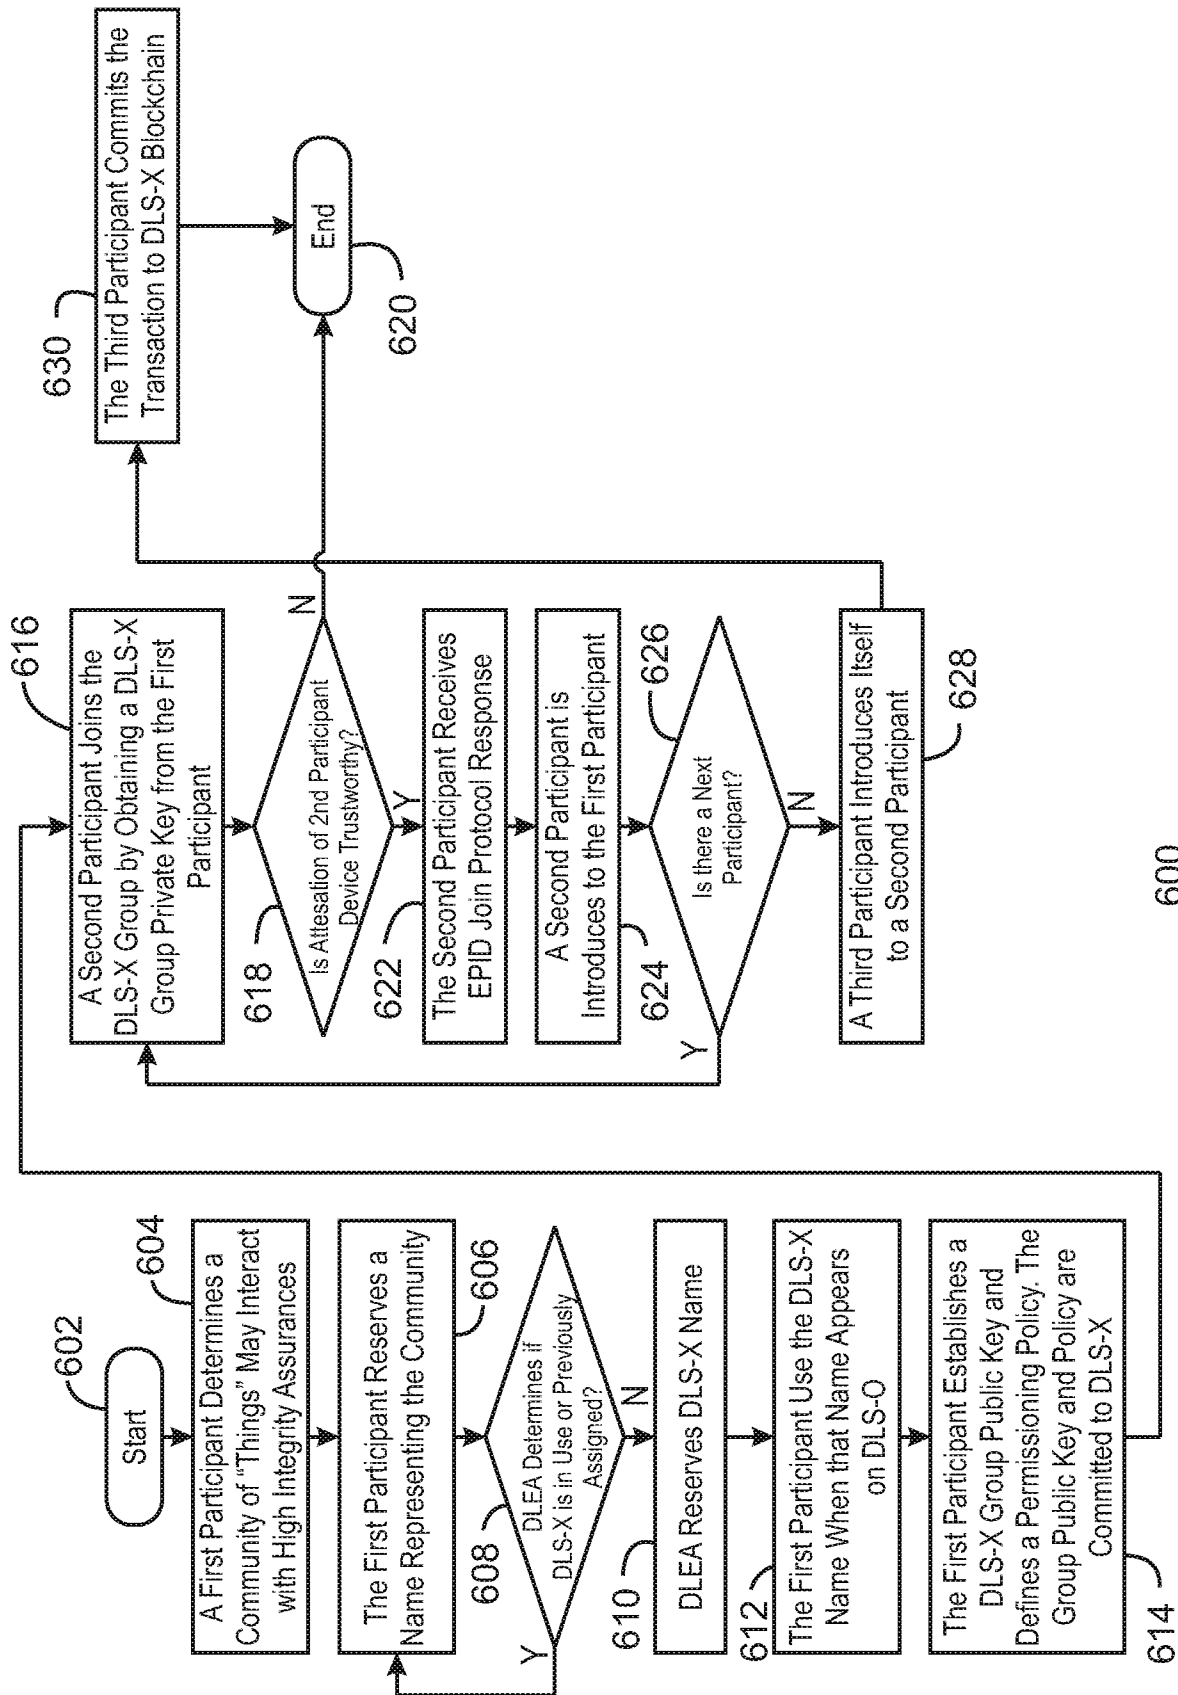 602
Start
604
A First Participant Determines a
Community of “Things” May Interact
with High Integrity Assurances
The First Participant Reserves a
Name Representing the Community
606
DLEA Determines if
DLS-X is in Use or Previously
Assigned?
608
Y
N
610
DLEA Reserves DLS-X Name
612
The First Participant Use the DLS-X
Name When that Name Appears
on DLS-O
The First Participant Establishes a
DLS-X Group Public Key and
Defines a Permissioning Policy. The
Group Public Key and Policy are
Committed to DLS-X
614
616
A Second Participant Joins the
DLS-X Group by Obtaining a DLS-X
Group Private Key from the First
Participant
618
Is Attesation of 2nd Participant
Device Trustworthy?
N
Y
622
The Second Participant Receives
EPID Join Protocol Response
A Second Participant is
Introduces to the First Participant
624
626
Is there a Next
Participant?
Y
N
A Third Participant Introduces Itself
to a Second Participant
628
630
The Third Participant Commits the
Transaction to DLS-X Blockchain
End
620
600